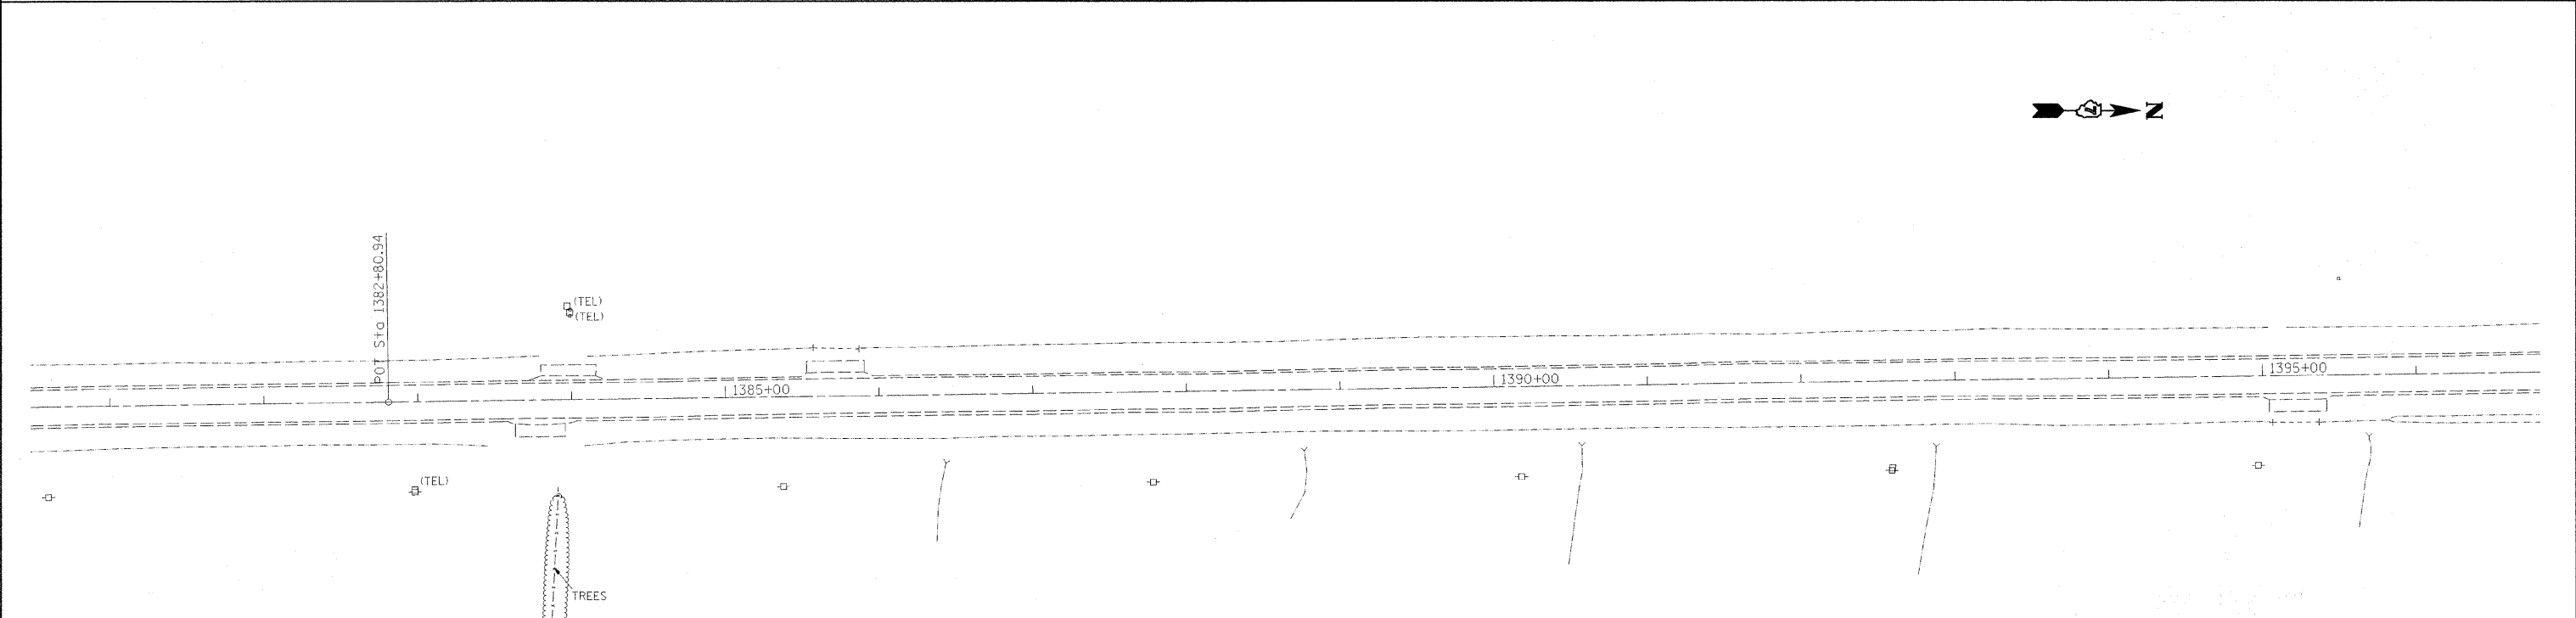 N
POT Sta 1382+80.94
(TEL)
(TEL)
1385+00
1390+00
1395+00
(TEL)
TREES